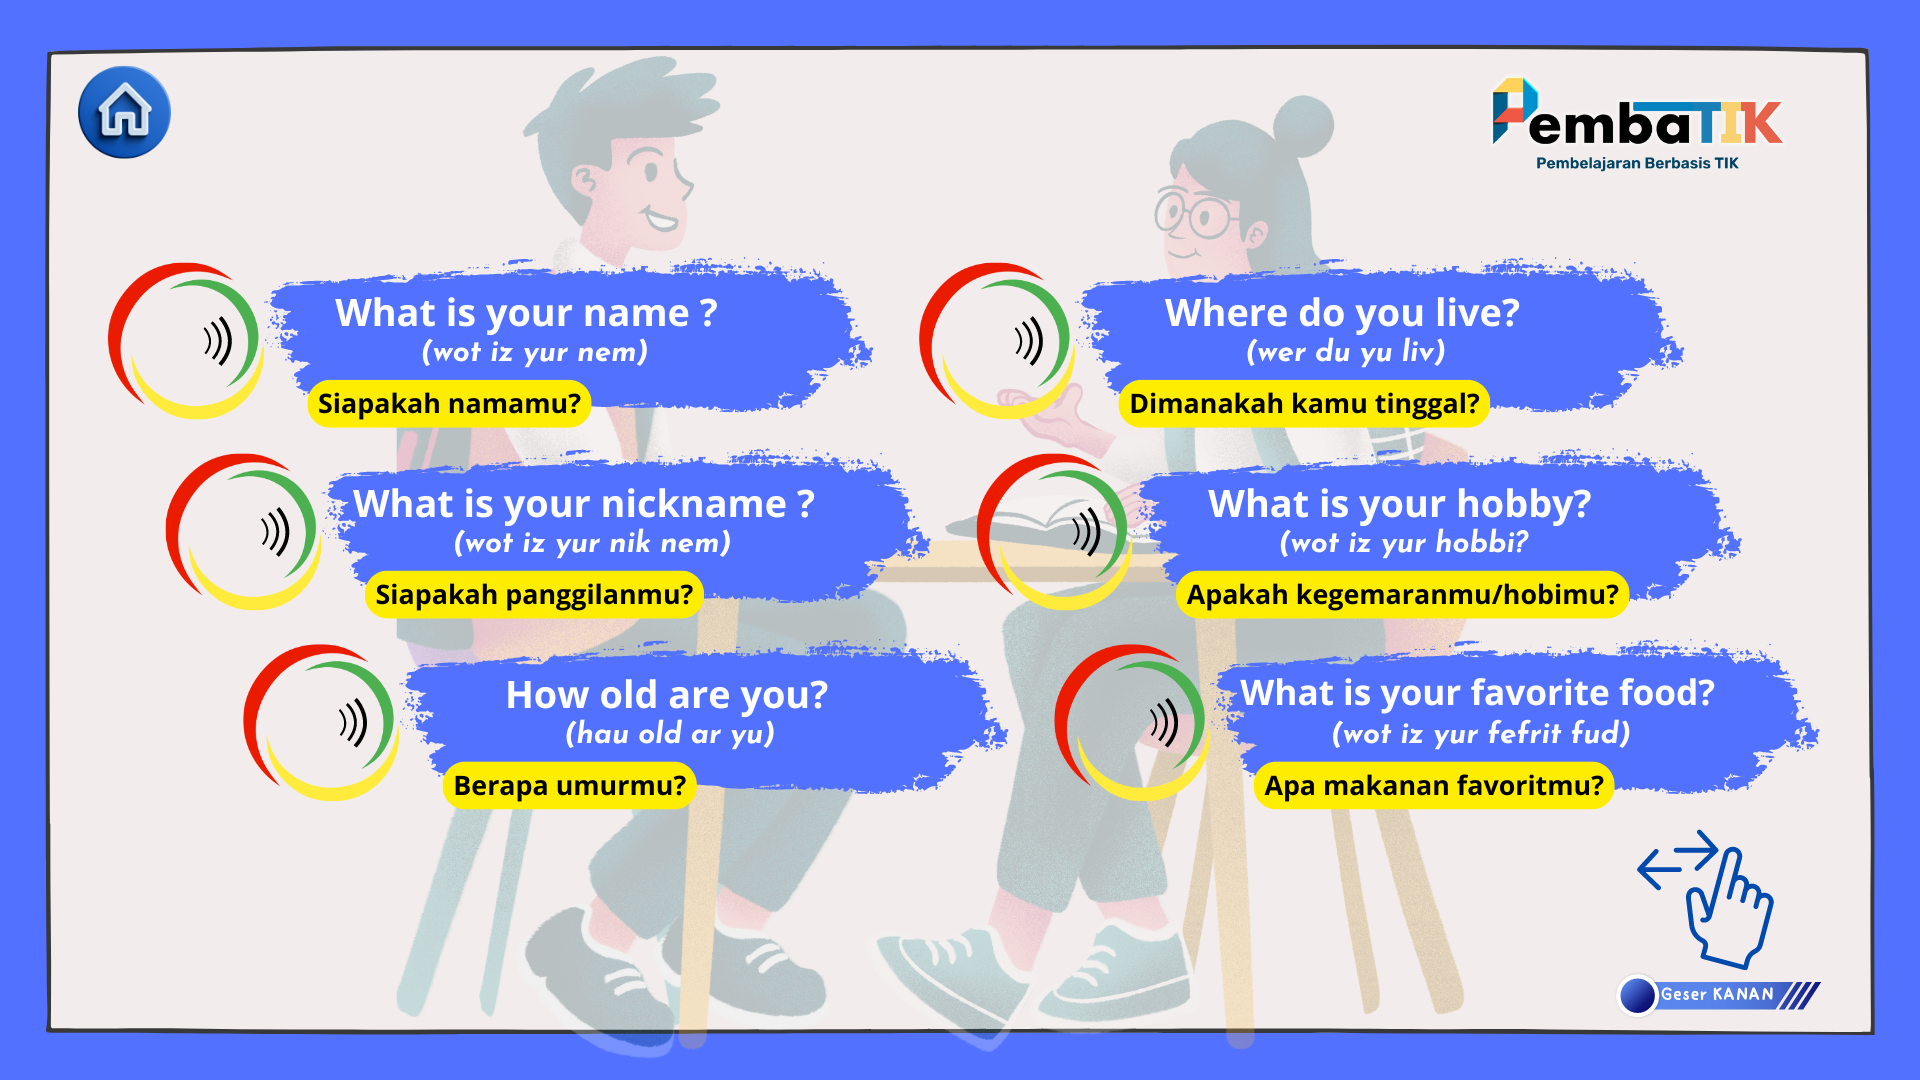 PembaTIK
Pembelajaran Berbasis TIK
What is your name ?
(wot iz yur nem)
Siapakah namamu?
What is your nickname ?
(wot iz yur nik nem)
Siapakah panggilanmu?
How old are you?
(hau old ar yu)
Berapa umurmu?
Where do you live?
(wer du yu liv)
Dimanakah kamu tinggal?
What is your hobby?
(wot iz yur hobbi?
Apakah kegemaranmu/hobimu?
What is your favorite food?
(wot iz yur fefrit fud)
Apa makanan favoritmu?
Geser KANAN